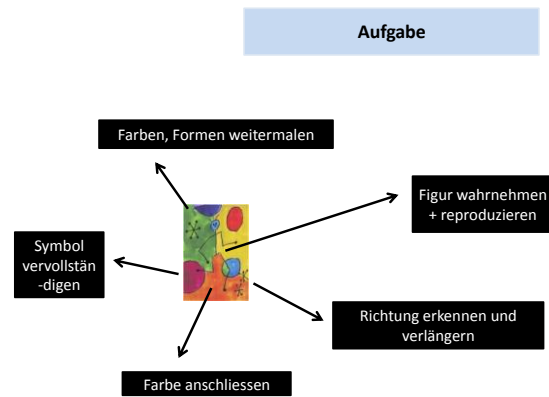 Aufgabe
Farben, Formen weitermalen
Figur wahrnehmen
+ reproduzieren
Symbol
vervollstän
-digen
Richtung erkennen und
verlängern
Farbe anschliessen